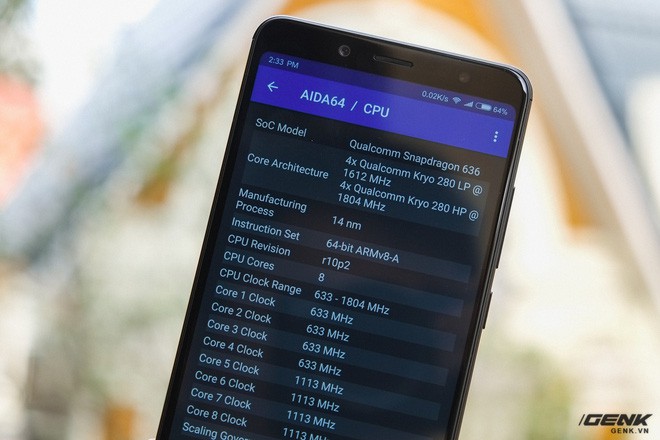 2:33 PM 0.02K/s 64%
AIDA64 / CPU
SoC Model Qualcomm Snapdragon 636
Core Architecture 4x Qualcomm Kryo 280 LP @
1612 MHz
4x Qualcomm Kryo 280 HP @
1804 MHz
Manufacturing
Process 14 nm
Instruction Set 64-bit ARMv8-A
CPU Revision r10p2
CPU Cores 8
CPU Clock Range 633 - 1804 MHz
Core 1 Clock 633 MHz
Core 2 Clock 633 MHz
Core 3 Clock 633 MHz
Core 4 Clock 633 MHz
Core 5 Clock 1113 MHz
Core 6 Clock 1113 MHz
Core 7 Clock 1113 MHz
Core 8 Clock 1113 MHz
Scaling Govern
GENK
GENK.VN